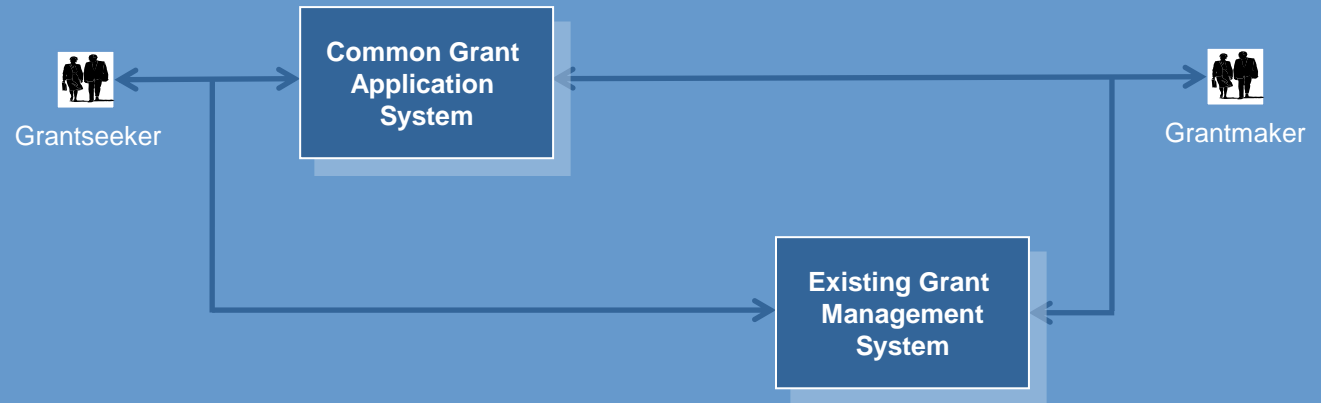 Common Grant
Application
System
Grantseeker
Grantmaker
Existing Grant
Management
System